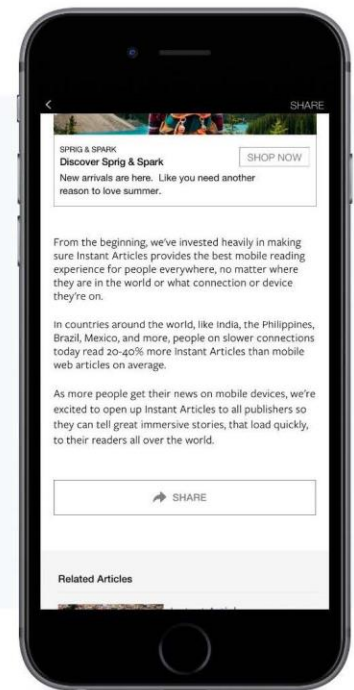 SHARE
SPRIG & SPARK
Discover Sprig & Spark
SHOP NOW
New arrivals are here. Like you need another
reason to love summer.
From the beginning, we've invested heavily in making
sure Instant Articles provides the best mobile reading
experience for people everywhere, no matter where
they are in the world or what connection or device
they're on.
In countries around the world, like India, the Philippines,
Brazil, Mexico, and more, people on slower connections
today read 20-40% more Instant Articles than mobile
web articles on average.
As more people get their news on mobile devices, we're
excited to open up Instant Articles to all publishers so
they can tell great immersive stories, that load quickly,
to their readers all over the world.
SHARE
Related Articles